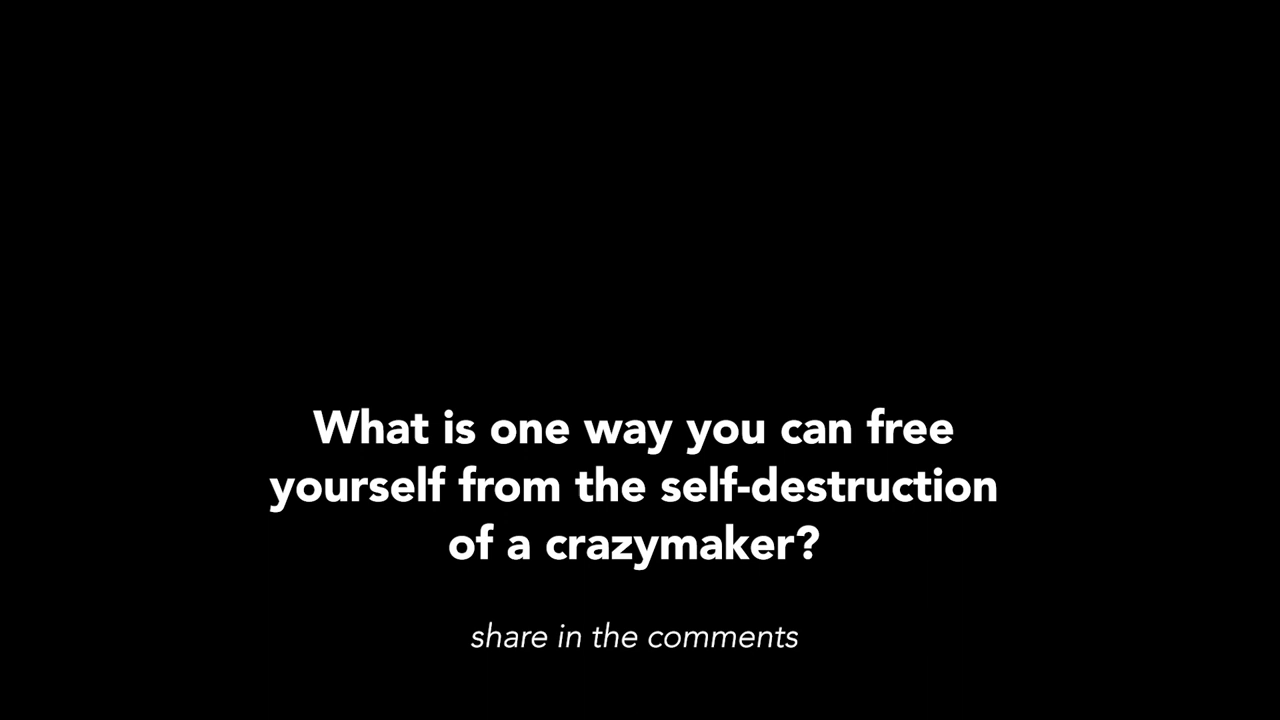 What is one way you can free
yourself from the self-destruction
of a crazymaker?
share in the comments